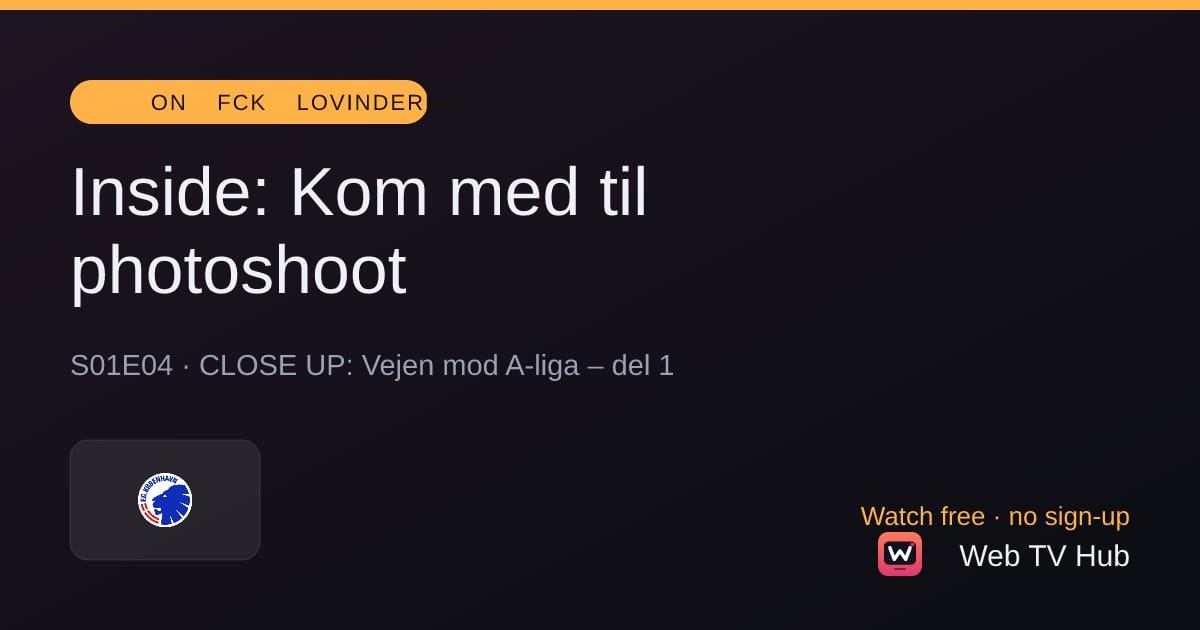 ON FCK LOVINDER
Inside: Kom med til
photoshoot
S01E04 · CLOSE UP: Vejen mod A-liga – del 1
F.C. KØBENHAVN
Watch free · no sign-up
W
Web TV Hub